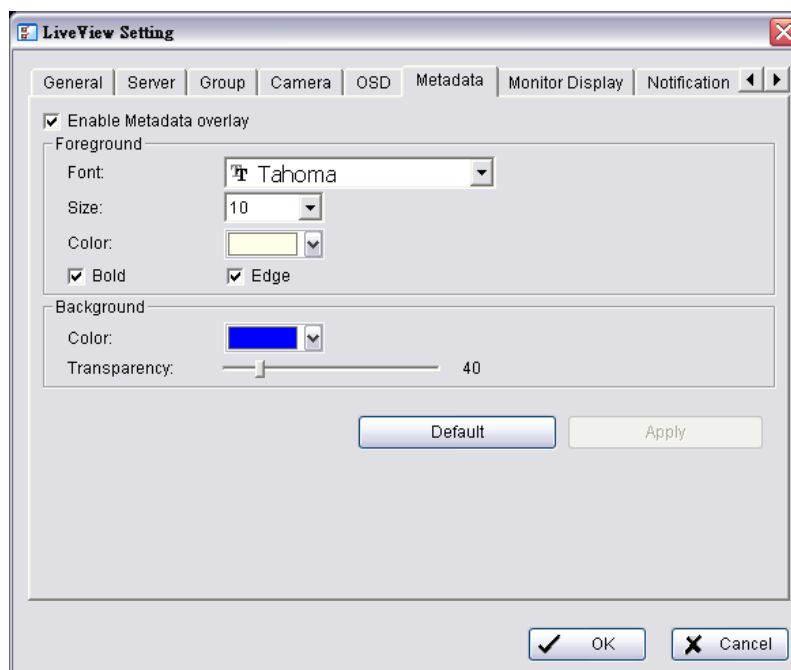 LiveView Setting
General Server Group Camera OSD Metadata Monitor Display Notification
Enable Metadata overlay
Foreground
Font: Tahoma
Size: 10
Color:
Bold Edge
Background
Color:
Transparency: 40
Default Apply
OK Cancel